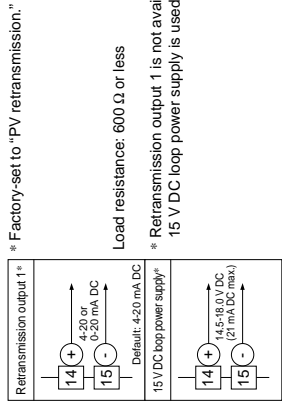 * Factory-set to “PV retransmission.”
Retransmission output 1*
14
+
4-20 or
0-20 mA DC
15
-
Default: 4-20 mA DC
Load resistance: 600 Ω or less
15 V DC loop power supply*
14
+
14.5-18.0 V DC
(21 mA DC max.)
15
-
* Retransmission output 1 is not
15 V DC loop power supply is used